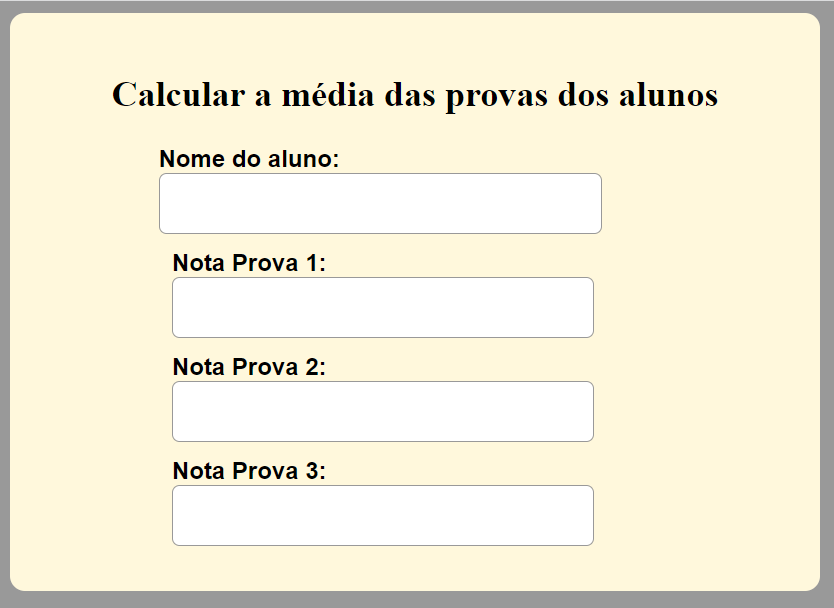 Calcular a média das provas dos alunos
Nome do aluno:
Nota Prova 1:
Nota Prova 2:
Nota Prova 3: